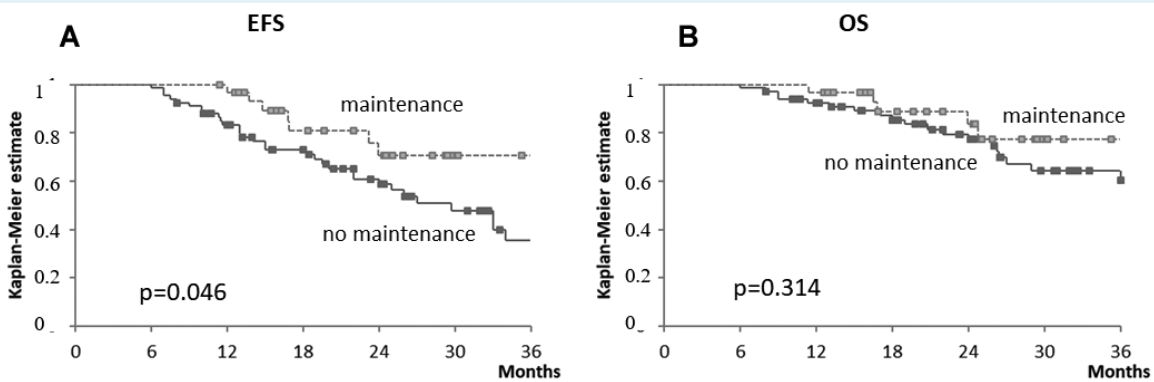 EFS
A
Kaplan-Meier estimate
1
0.8
0.6
0.4
0.2
0
maintenance
no maintenance
p=0.046
0 6 12 18 24 30 36
Months
OS
B
Kaplan-Meier estimate
1
0.8
0.6
0.4
0.2
0
maintenance
no maintenance
p=0.314
0 6 12 18 24 30 36
Months